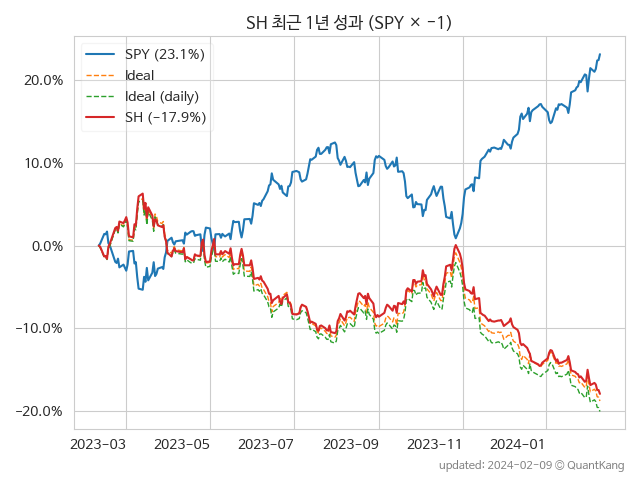 SH 최근 1년 성과 (SPY × −1)
SPY (23.1%)
Ideal
Ideal (daily)
SH (−17.9%)
20.0%
10.0%
0.0%
−10.0%
−20.0%
2023-03 2023-05 2023-07 2023-09 2023-11 2024-01
updated: 2024-02-09 © QuantKang